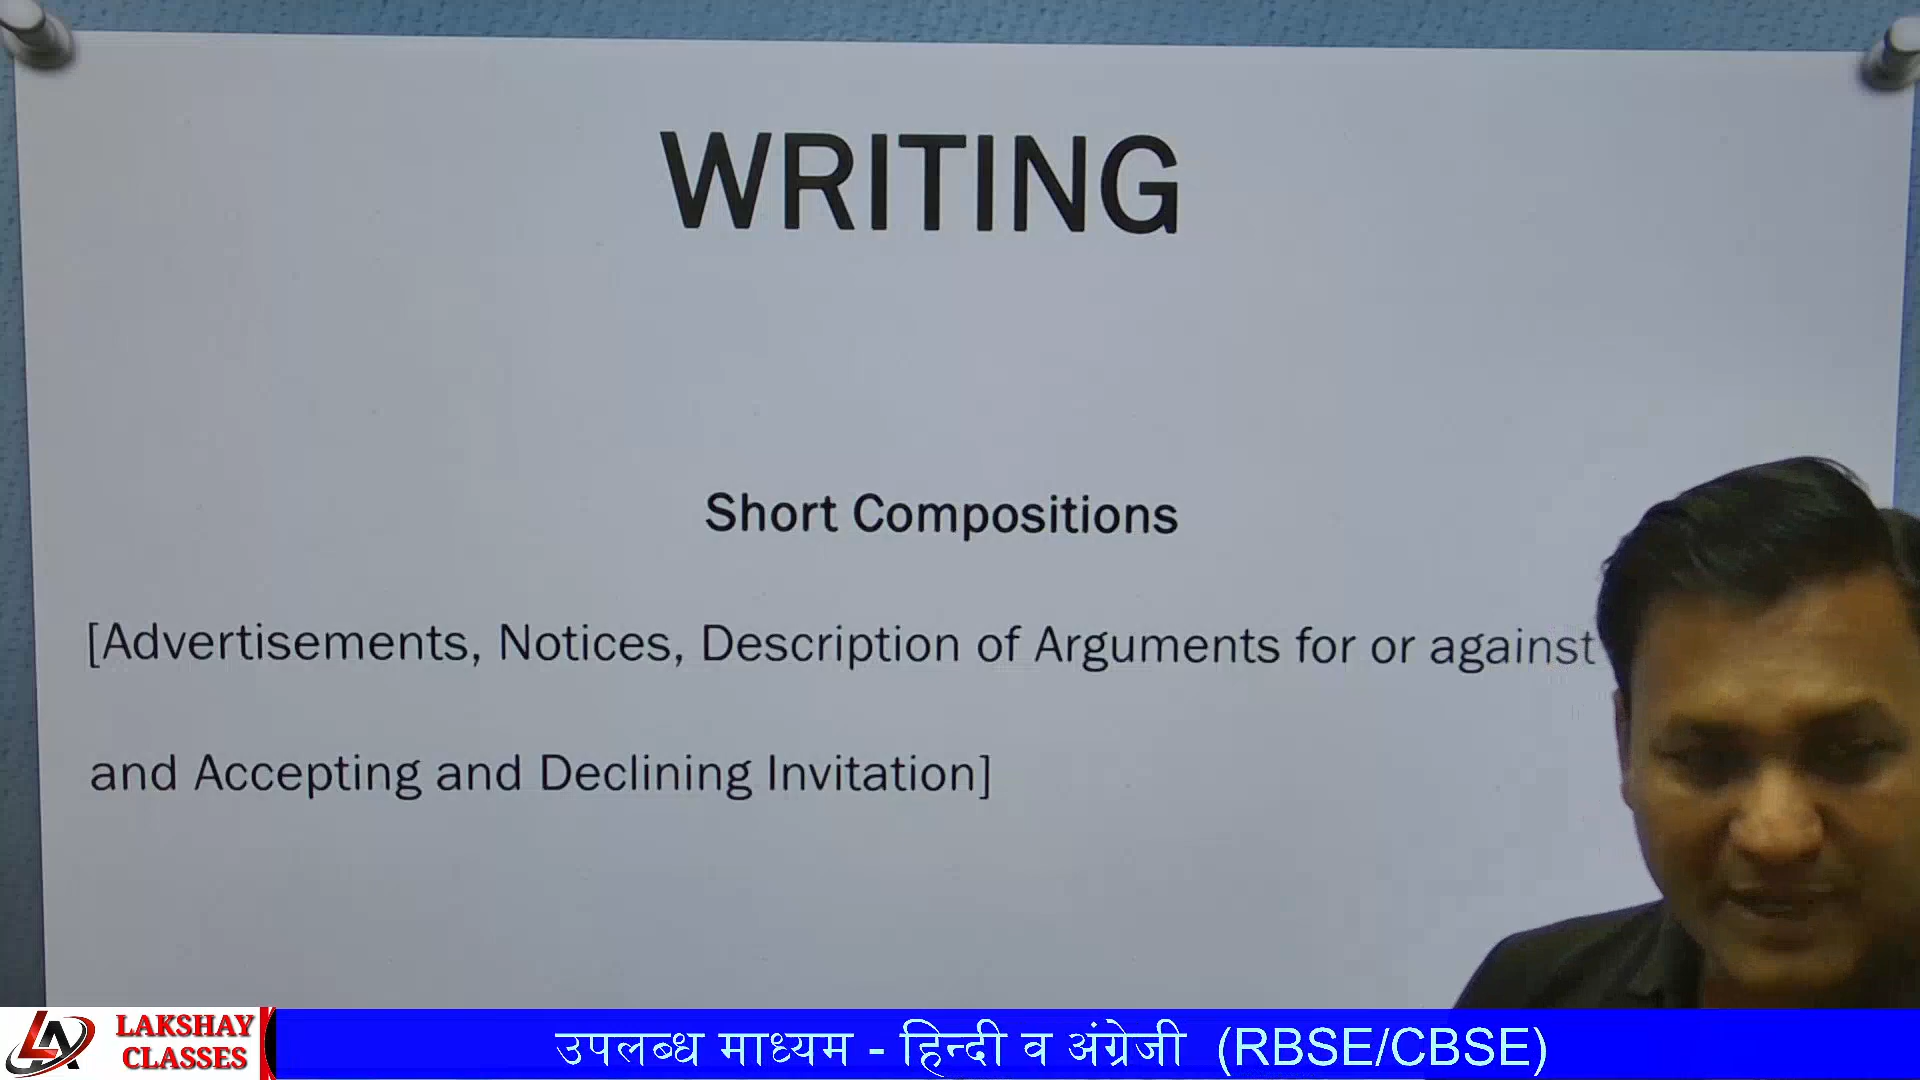 WRITING
Short Compositions
[Advertisements, Notices, Description of Arguments for or against
and Accepting and Declining Invitation]
LAKSHAY
CLASSES
उपलब्ध माध्यम - हिन्दी व अंग्रेजी (RBSE/CBSE)